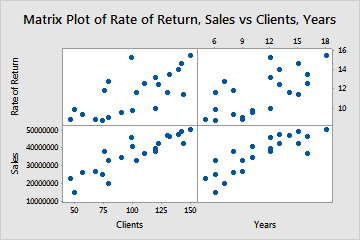 Matrix Plot of Rate of Return, Sales vs Clients, Years
6 9 12 15 18
Rate of Return
16
14
12
10
Sales
50000000
40000000
30000000
20000000
10000000
50 75 100 125 150
Clients Years